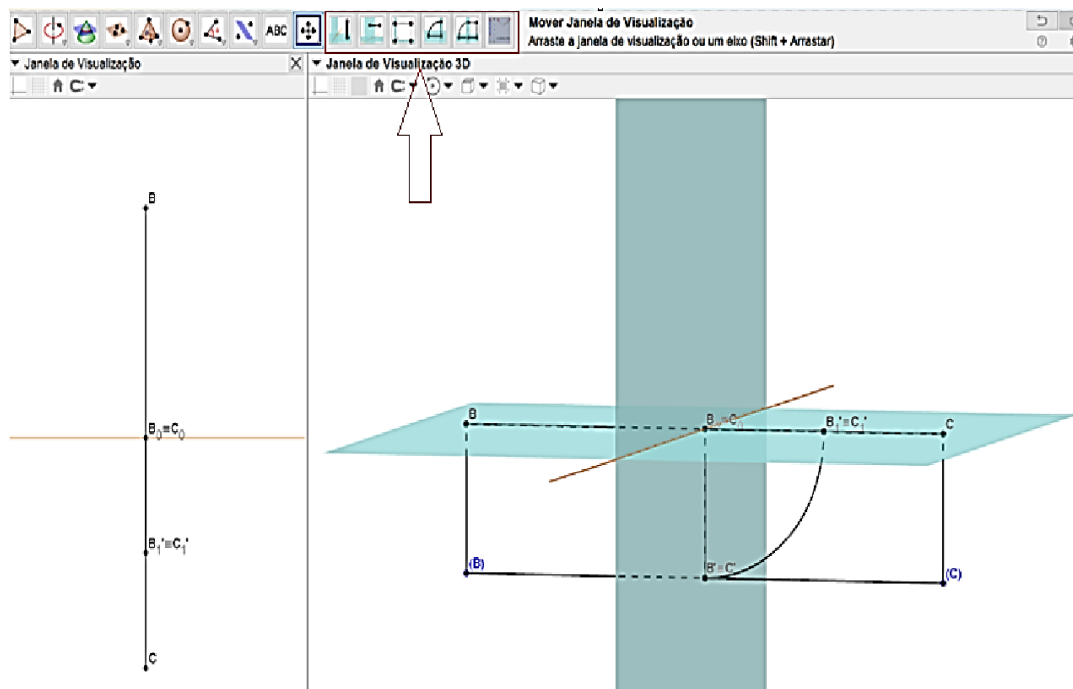 ABC
Mover Janela de Visualização
Arraste a janela de visualização ou um eixo (Shift + Arrastar)
Janela de Visualização
Janela de Visualização 3D
B
B₀≡C₀
B₁'≡C₁'
C
B
B₀≡C₀
B₁'≡C₁'
C
(B)
B'≡C'
(C)